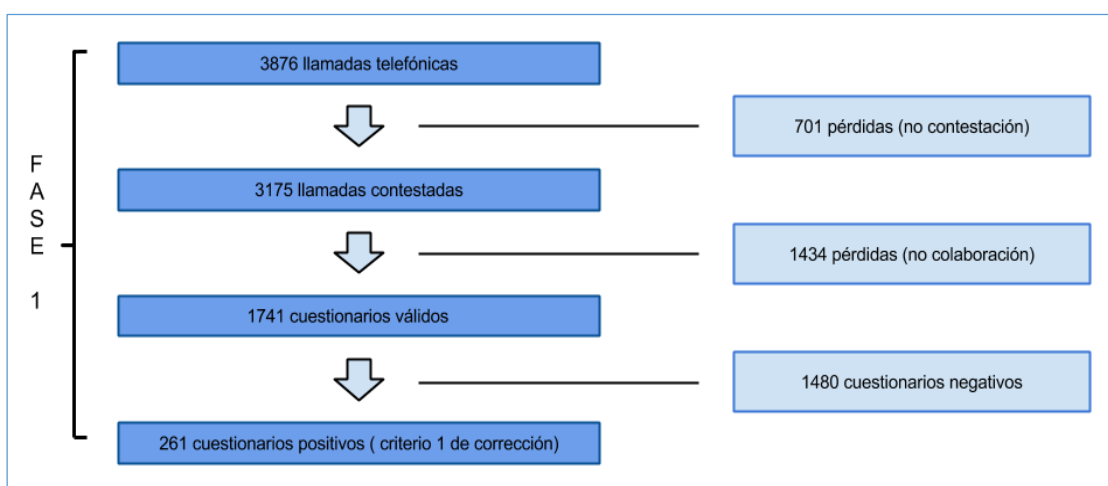 FASE 1
3876 llamadas telefónicas
701 pérdidas (no contestación)
3175 llamadas contestadas
1434 pérdidas (no colaboración)
1741 cuestionarios válidos
1480 cuestionarios negativos
261 cuestionarios positivos ( criterio 1 de corrección)